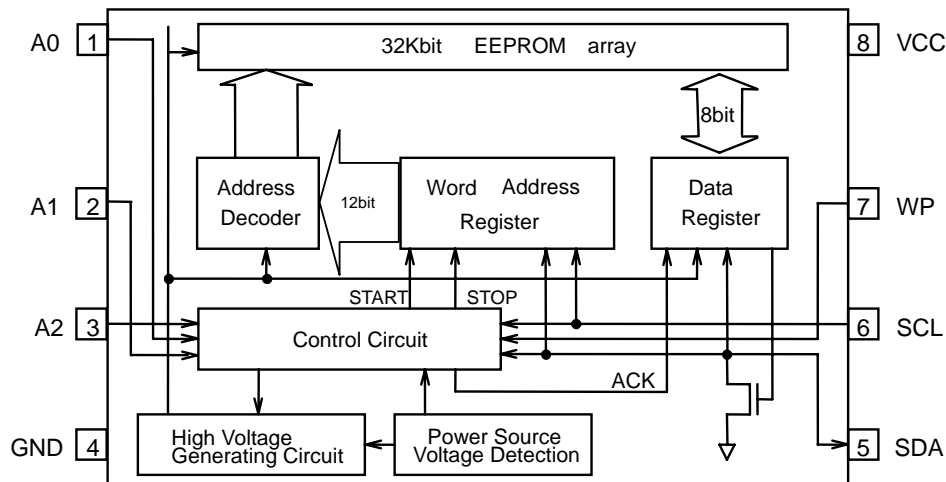 A0 1
32Kbit EEPROM array
8 VCC
8bit
A1 2
Address
Decoder
12bit
Word Address
Register
Data
Register
7 WP
START
STOP
A2 3
Control Circuit
6 SCL
ACK
GND 4
High Voltage
Generating Circuit
Power Source
Voltage Detection
5 SDA